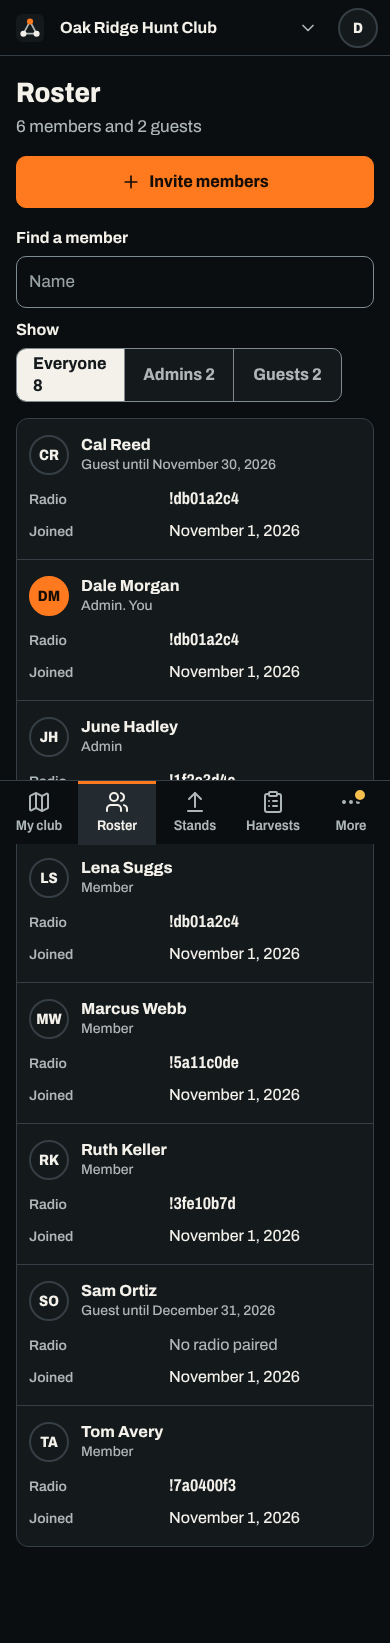 Oak Ridge Hunt Club
D
Roster
6 members and 2 guests
Invite members
Find a member
Name
Show
Everyone
8
Admins 2
Guests 2
CR
Cal Reed
Guest until November 30, 2026
Radio
!db01a2c4
Joined
November 1, 2026
DM
Dale Morgan
Admin. You
Radio
!db01a2c4
Joined
November 1, 2026
JH
June Hadley
Admin
Radio
!1f2a3d4c
My club
Roster
Stands
Harvests
More
LS
Lena Suggs
Member
Radio
!db01a2c4
Joined
November 1, 2026
MW
Marcus Webb
Member
Radio
!5a11c0de
Joined
November 1, 2026
RK
Ruth Keller
Member
Radio
!3fe10b7d
Joined
November 1, 2026
SO
Sam Ortiz
Guest until December 31, 2026
Radio
No radio paired
Joined
November 1, 2026
TA
Tom Avery
Member
Radio
!7a0400f3
Joined
November 1, 2026